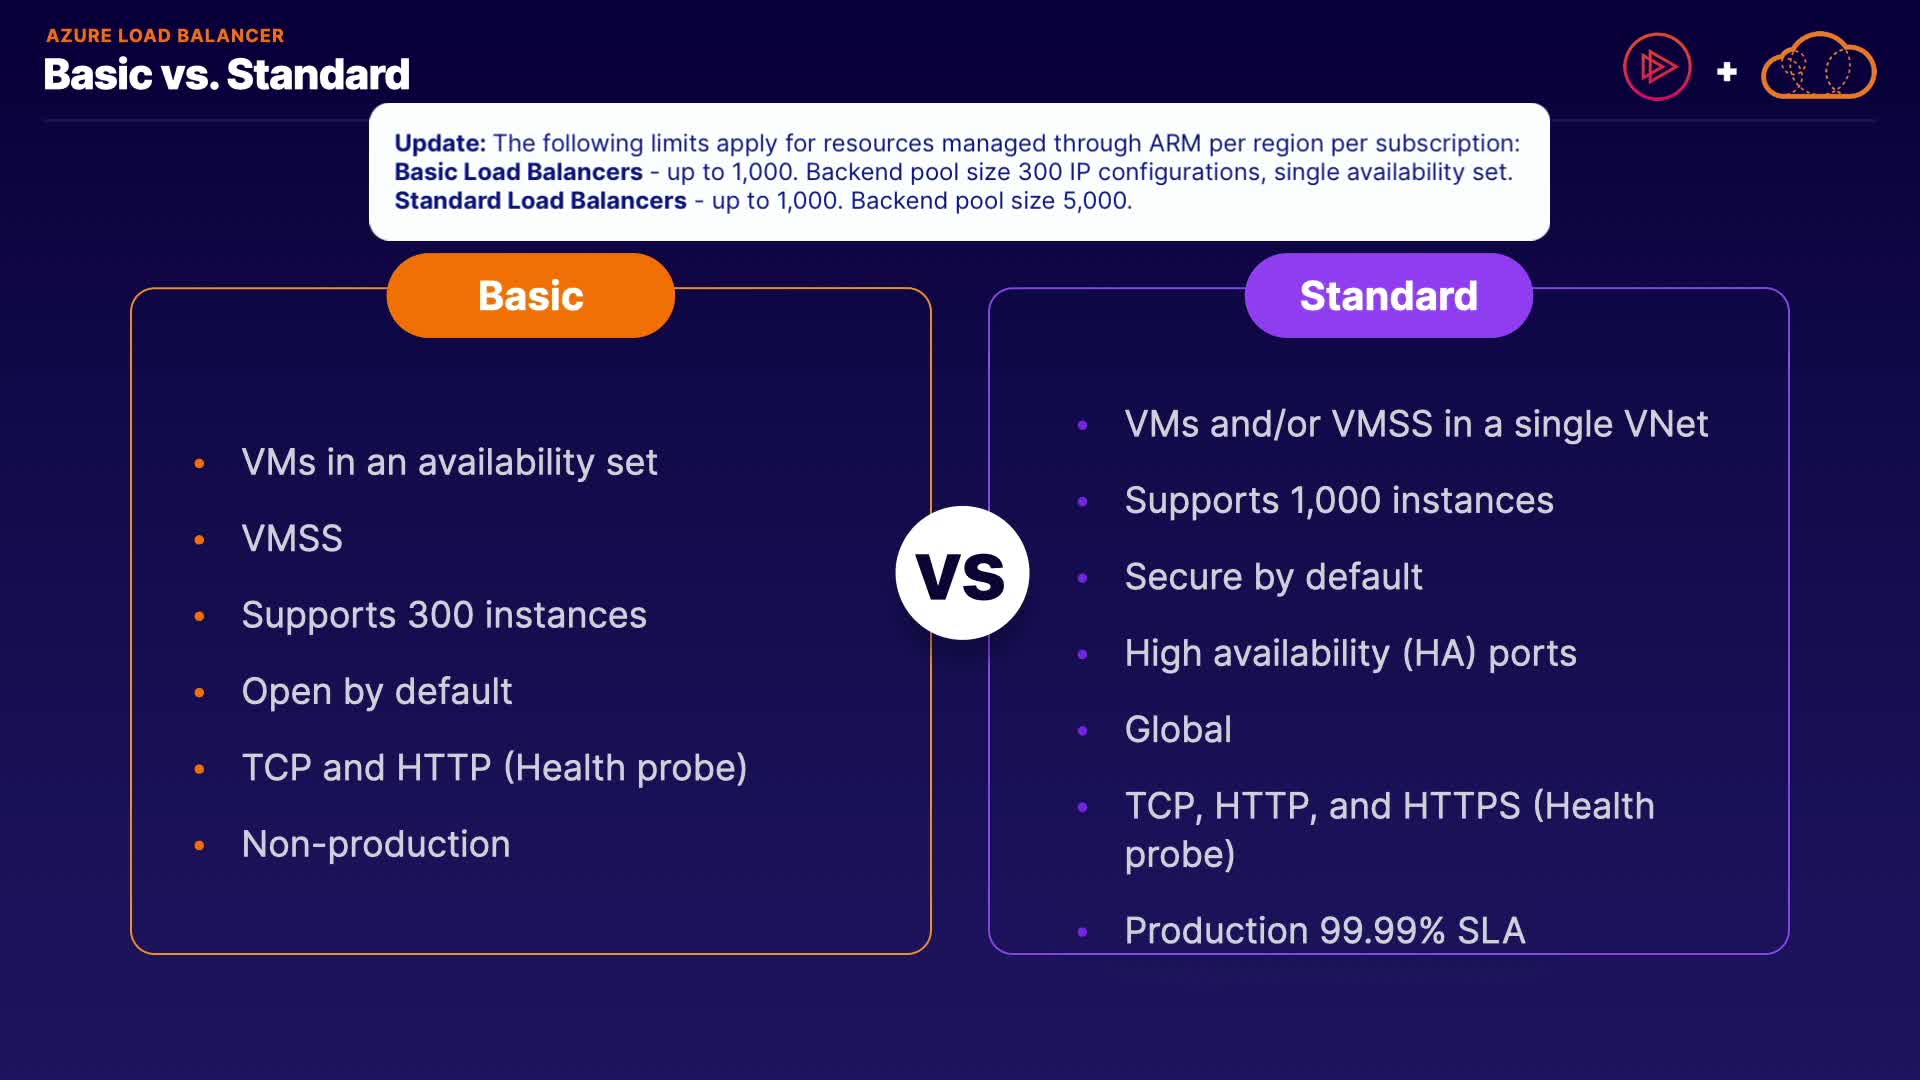 AZURE LOAD BALANCER
Basic vs. Standard
+
Update: The following limits apply for resources managed through ARM per region per subscription:
Basic Load Balancers - up to 1,000. Backend pool size 300 IP configurations, single availability set.
Standard Load Balancers - up to 1,000. Backend pool size 5,000.
Basic
• VMs in an availability set
• VMSS
• Supports 300 instances
• Open by default
• TCP and HTTP (Health probe)
• Non-production
VS
Standard
• VMs and/or VMSS in a single VNet
• Supports 1,000 instances
• Secure by default
• High availability (HA) ports
• Global
• TCP, HTTP, and HTTPS (Health
probe)
• Production 99.99% SLA